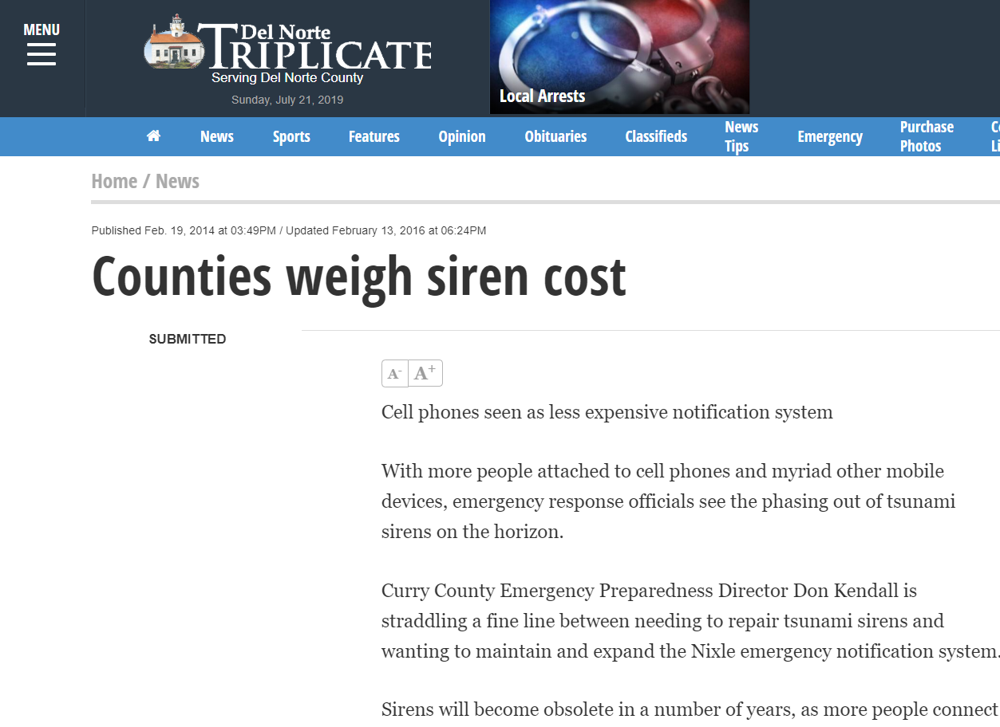 MENU
Del Norte
TRIPLICATE
Serving Del Norte County
Sunday, July 21, 2019
Local Arrests
News Sports Features Opinion Obituaries Classifieds News Tips Emergency Purchase Photos
Home / News
Published Feb. 19, 2014 at 03:49PM / Updated February 13, 2016 at 06:24PM
Counties weigh siren cost
SUBMITTED
A- A+
Cell phones seen as less expensive notification system
With more people attached to cell phones and myriad other mobile
devices, emergency response officials see the phasing out of tsunami
sirens on the horizon.
Curry County Emergency Preparedness Director Don Kendall is
straddling a fine line between needing to repair tsunami sirens and
wanting to maintain and expand the Nixle emergency notification system.
Sirens will become obsolete in a number of years, as more people connect